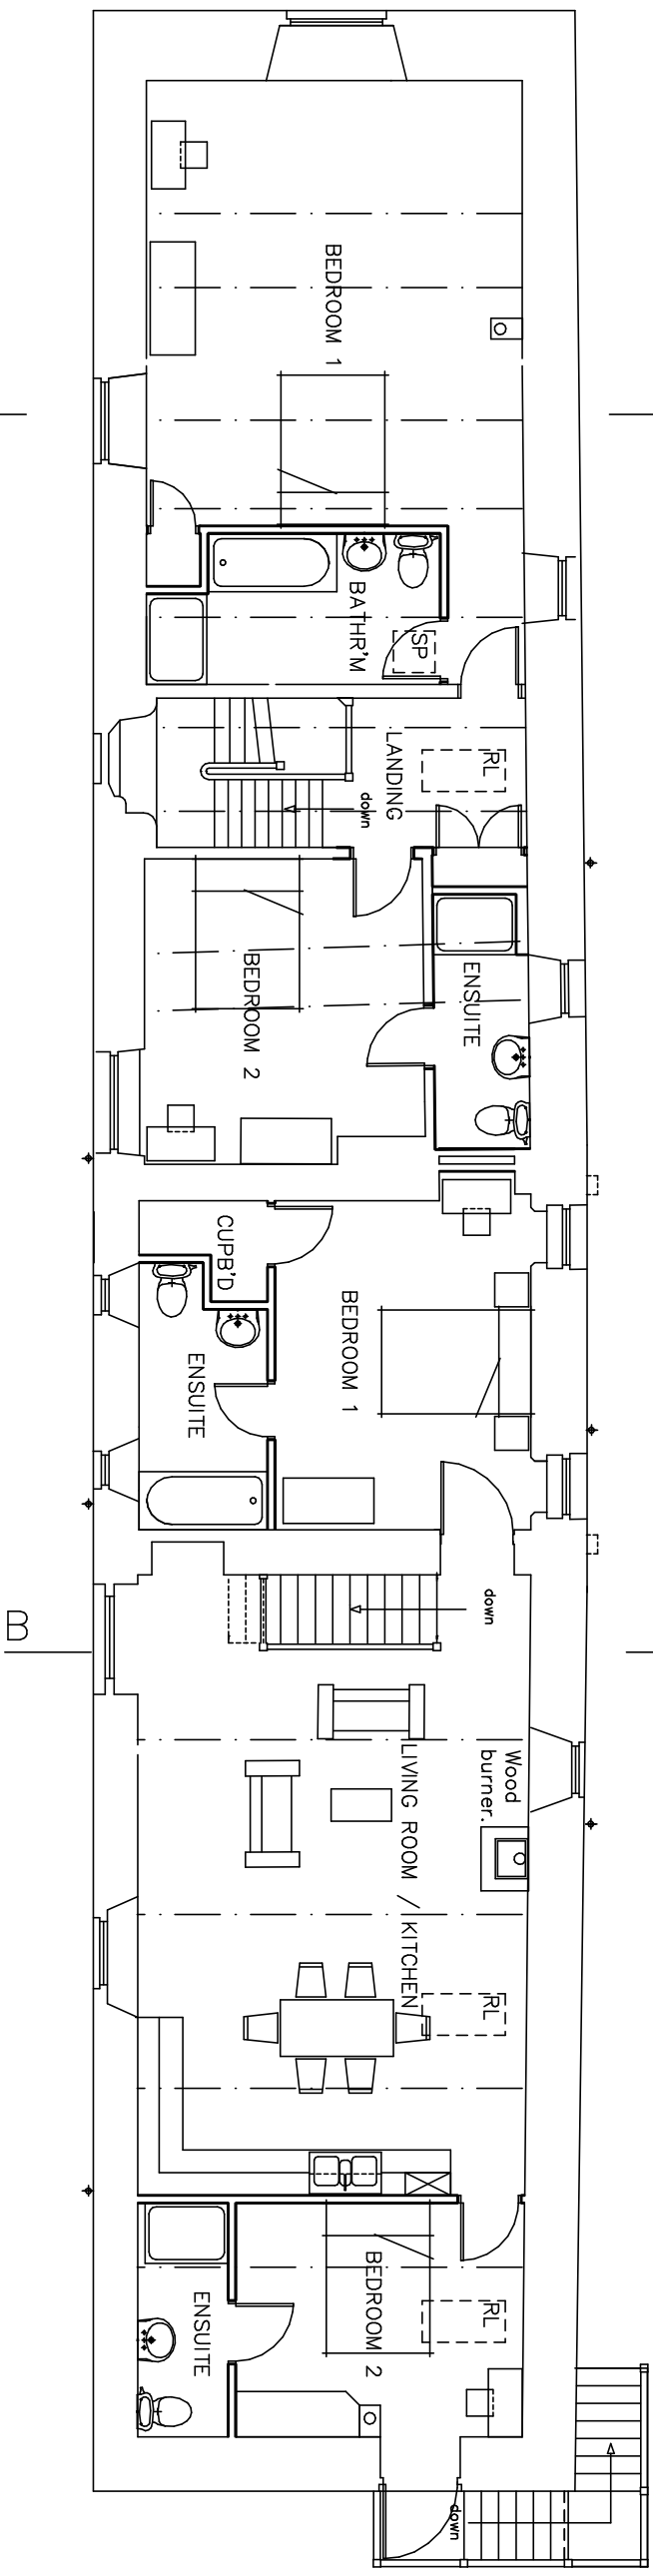 BEDROOM 1
BATHR'M
SP
LANDING
RL
down
BEDROOM 2
ENSUITE
CUPB'D
BEDROOM 1
ENSUITE
down
B
LIVING ROOM / KITCHEN
Wood
burner.
RL
BEDROOM 2
RL
ENSUITE
down